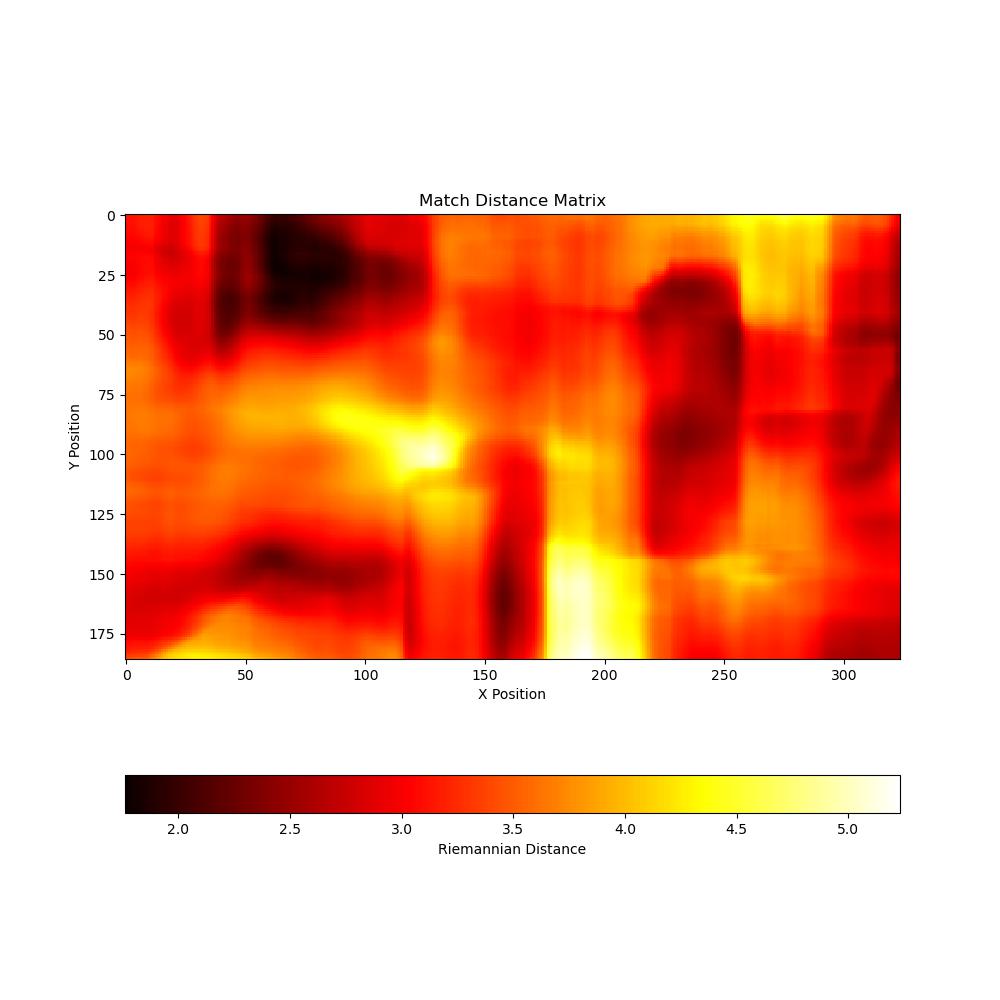 Match Distance Matrix
0
25
50
75
100
125
150
175
Y Position
0 50 100 150 200 250 300
X Position
2.0 2.5 3.0 3.5 4.0 4.5 5.0
Riemannian Distance